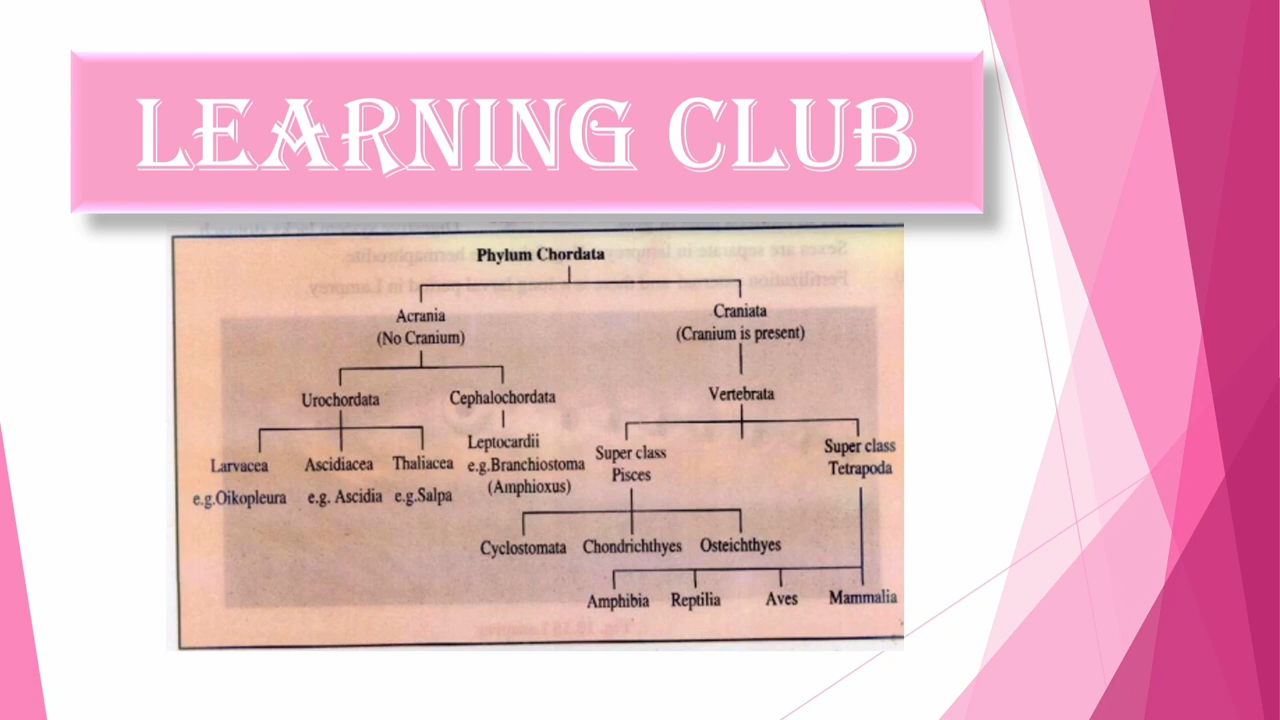 LEARNING CLUB
Phylum Chordata
Acrania
(No Cranium)
Craniata
(Cranium is present)
Urochordata
Cephalochordata
Vertebrata
Larvacea
e.g.Oikopleura
Ascidiacea
e.g. Ascidia
Thaliacea
e.g.Salpa
Leptocardii
e.g.Branchiostoma
(Amphioxus)
Super class
Pisces
Super class
Tetrapoda
Cyclostomata
Chondrichthyes
Osteichthyes
Amphibia
Reptilia
Aves
Mammalia